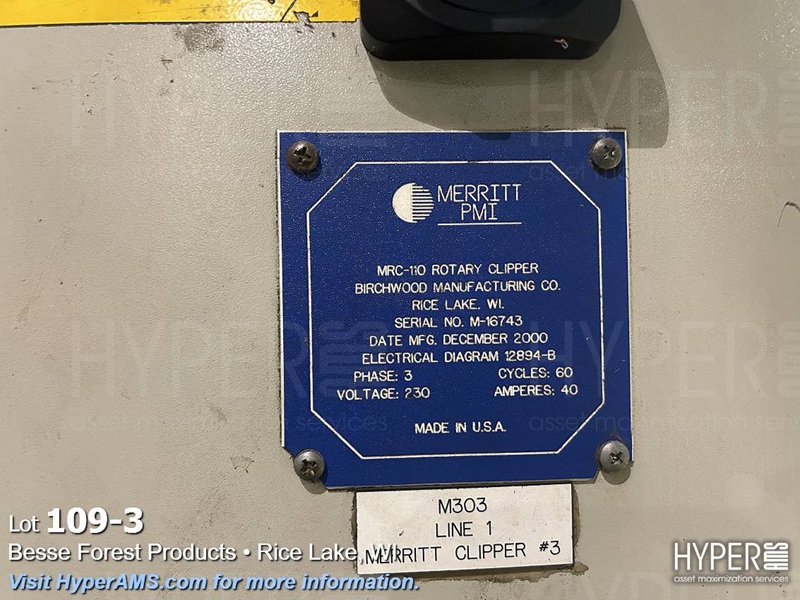 MERRITT
PMI
MRC-110 ROTARY CLIPPER
BIRCHWOOD MANUFACTURING CO.
RICE LAKE, WI.
SERIAL NO. M-16743
DATE MFG. DECEMBER 2000
ELECTRICAL DIAGRAM 12894-B
PHASE: 3 CYCLES: 60
VOLTAGE: 230 AMPERES: 40
MADE IN U.S.A.
M303
LINE 1
MERRITT CLIPPER #3
Lot 109-3
Besse Forest Products • Rice Lake, WI
Visit HyperAMS.com for more information.
HYPER AMS
asset maximization services